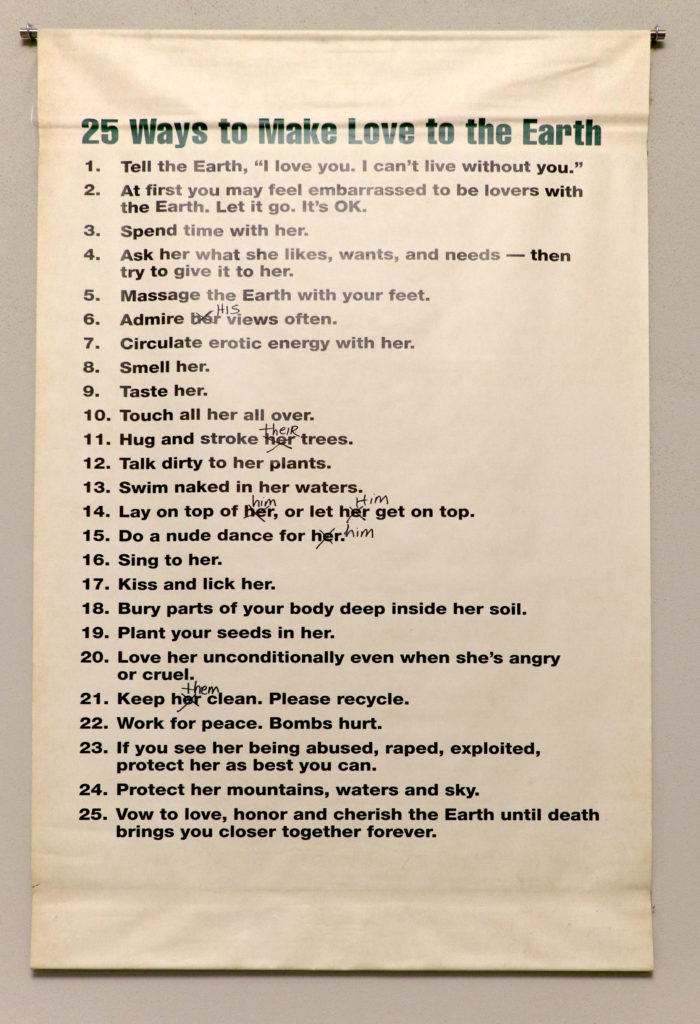 25 Ways to Make Love to the Earth
1. Tell the Earth, “I love you. I can’t live without you.”
2. At first you may feel embarrassed to be lovers with
the Earth. Let it go. It’s OK.
3. Spend time with her.
4. Ask her what she likes, wants, and needs — then
try to give it to her.
5. Massage the Earth with your feet.
HIS
6. Admire her views often.
7. Circulate erotic energy with her.
8. Smell her.
9. Taste her.
10. Touch all her all over.
their
11. Hug and stroke her trees.
12. Talk dirty to her plants.
13. Swim naked in her waters.
him Him
14. Lay on top of her, or let her get on top.
15. Do a nude dance for her. him
16. Sing to her.
17. Kiss and lick her.
18. Bury parts of your body deep inside her soil.
19. Plant your seeds in her.
20. Love her unconditionally even when she’s angry
or cruel.
them
21. Keep her clean. Please recycle.
22. Work for peace. Bombs hurt.
23. If you see her being abused, raped, exploited,
protect her as best you can.
24. Protect her mountains, waters and sky.
25. Vow to love, honor and cherish the Earth until death
brings you closer together forever.